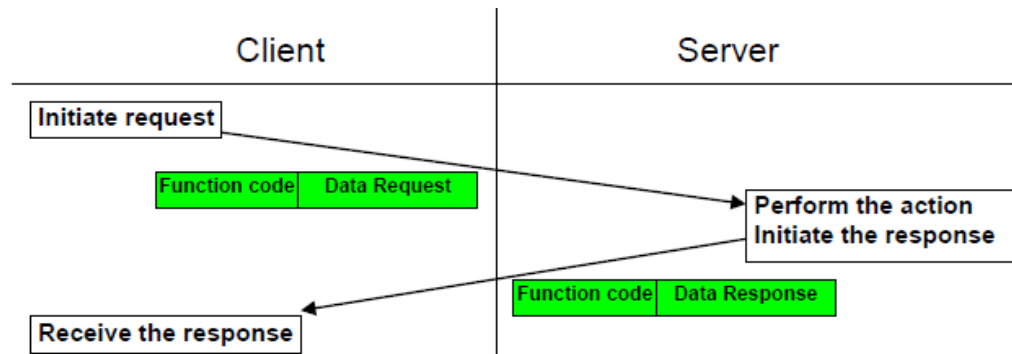 Client
Server
Initiate request
Function code Data Request
Perform the action
Initiate the response
Function code Data Response
Receive the response